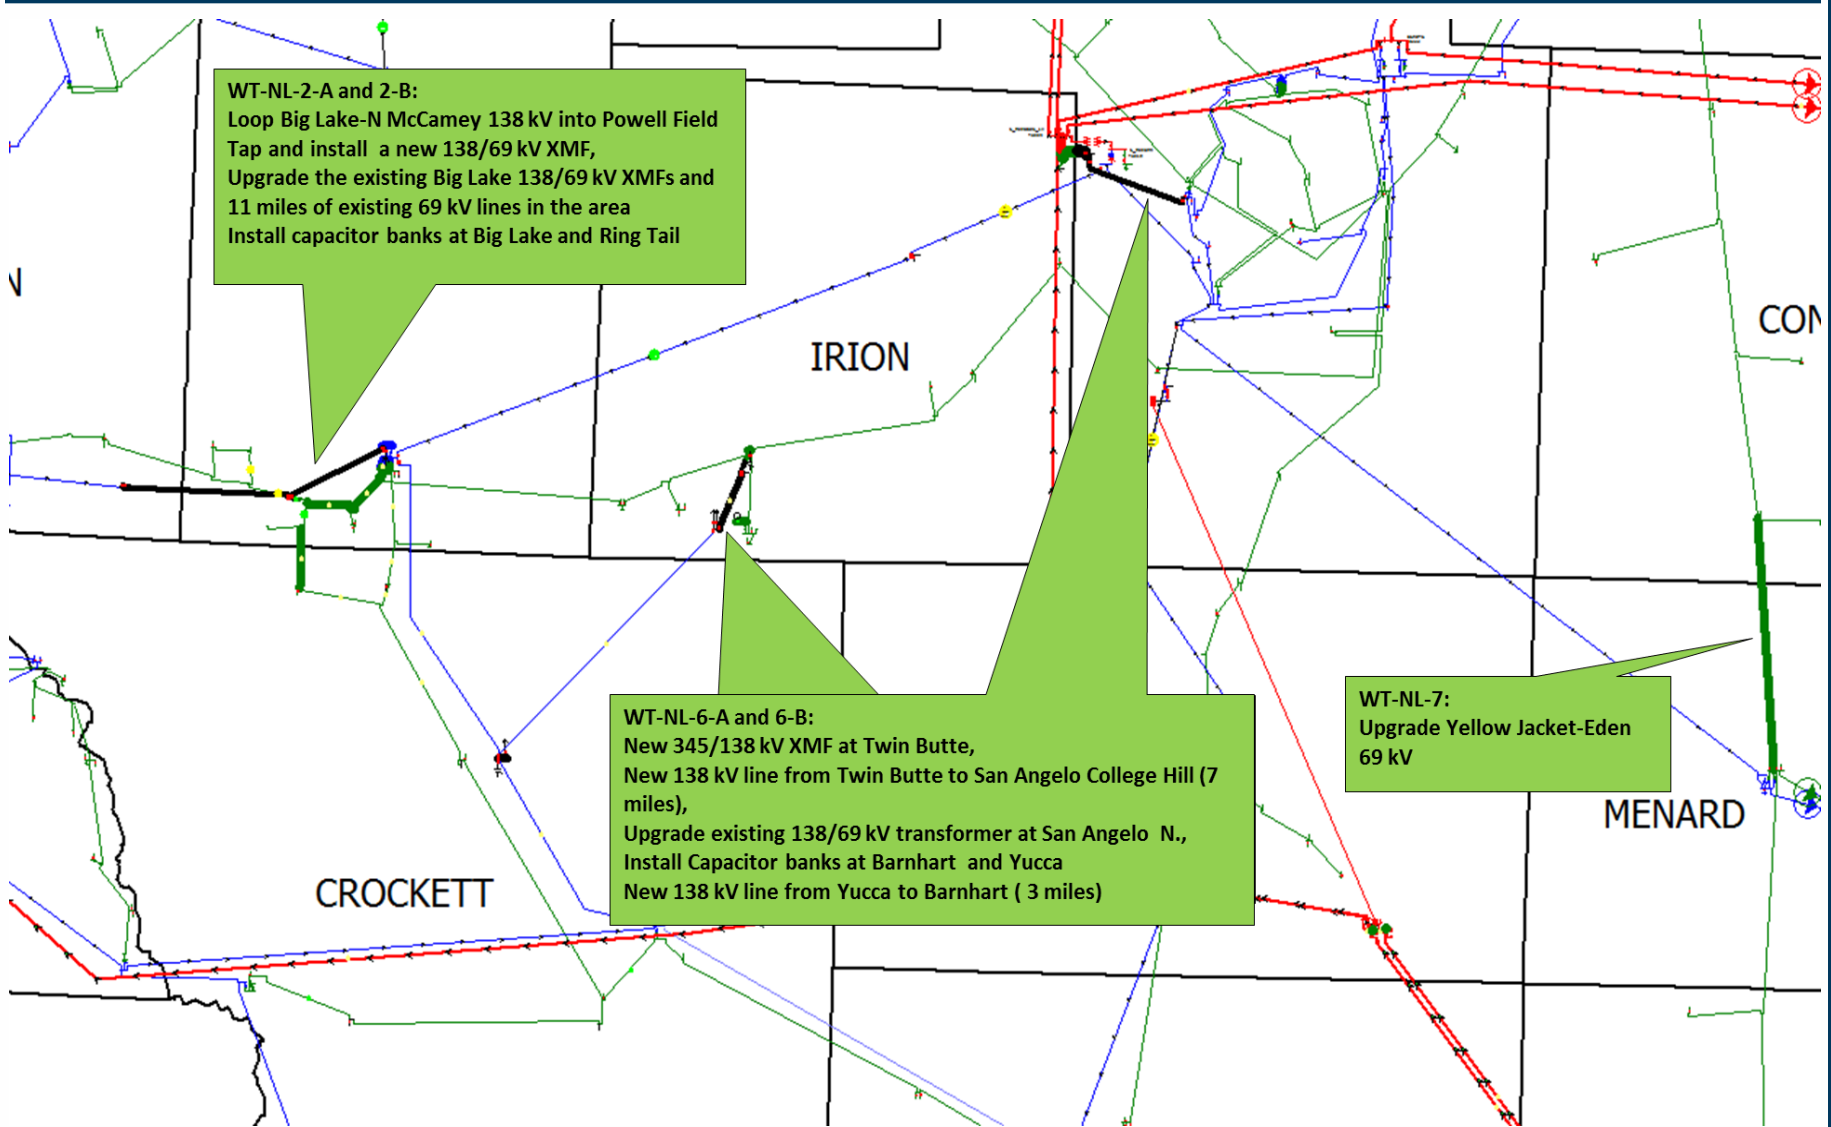 WT-NL-2-A and 2-B:
Loop Big Lake-N McCamey 138 kV into Powell Field
Tap and install a new 138/69 kV XMF,
Upgrade the existing Big Lake 138/69 kV XMFs and
11 miles of existing 69 kV lines in the area
Install capacitor banks at Big Lake and Ring Tail
N
IRION
CON
WT-NL-6-A and 6-B:
New 345/138 kV XMF at Twin Butte,
New 138 kV line from Twin Butte to San Angelo College Hill (7
miles),
Upgrade existing 138/69 kV transformer at San Angelo N.,
Install Capacitor banks at Barnhart and Yucca
New 138 kV line from Yucca to Barnhart ( 3 miles)
WT-NL-7:
Upgrade Yellow Jacket-Eden
69 kV
MENARD
CROCKETT